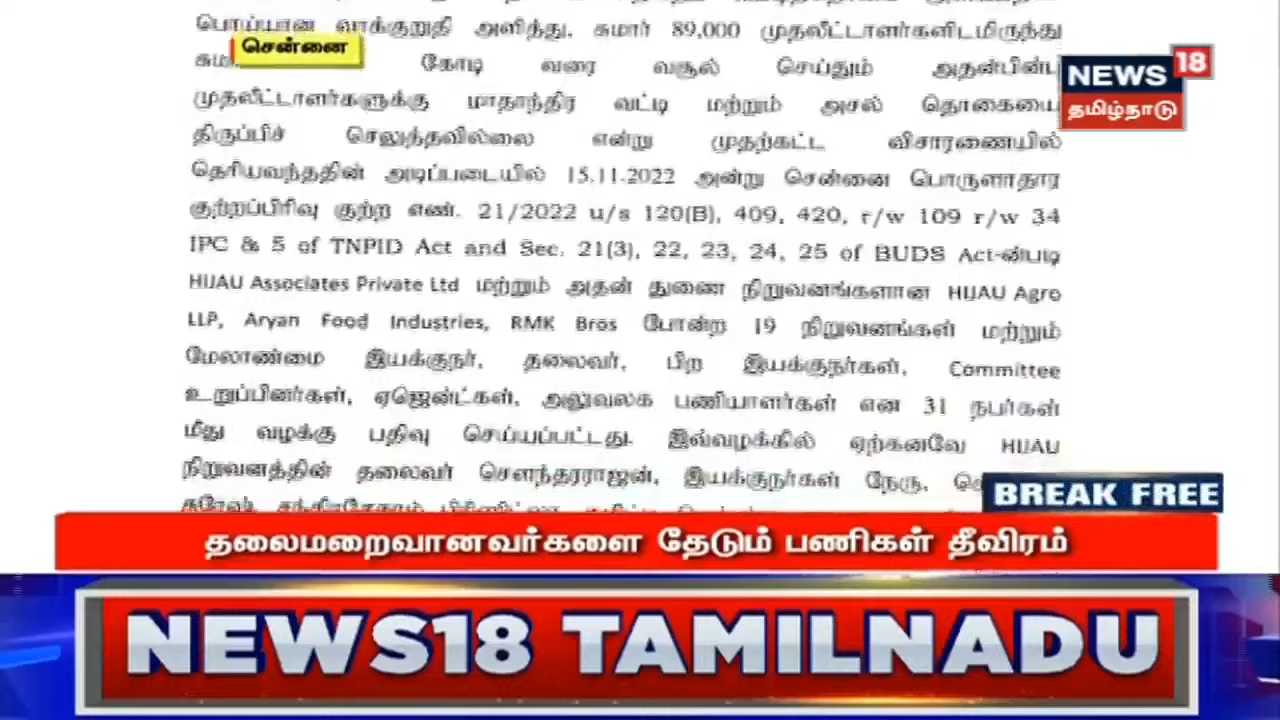 பொய்யான வாக்குறுதி அளித்து, சுமார் 89,000 முதலீட்டாளர்களிடமிருந்து
சென்னை
கோடி வரை வசூல் செய்தும் அதன்பின்பு
NEWS 18
தமிழ்நாடு
முதலீட்டாளர்களுக்கு மாதாந்திர வட்டி மற்றும் அசல் தொகையை
திருப்பிச் செலுத்தவில்லை என்று முதற்கட்ட விசாரணையில்
தெரியவந்ததின் அடிப்படையில் 15.11.2022 அன்று சென்னை பொருளாதார
குற்றப்பிரிவு குற்ற எண். 21/2022 u/s 120(B), 409, 420, r/w 109 r/w 34
IPC & 5 of TNPID Act and Sec. 21(3), 22, 23, 24, 25 of BUDS Act-ன்படி
HIJAU Associates Private Ltd மற்றும் அதன் துணை நிறுவனங்களான HIJAU Agro
LLP, Aryan Food Industries, RMK Bros போன்ற 19 நிறுவனங்கள் மற்றும்
மேலாண்மை இயக்குநர், தலைவர், பிற இயக்குநர்கள், Committee
உறுப்பினர்கள், ஏஜென்ட்கள், அலுவலக பணியாளர்கள் என 31 நபர்கள்
மீது வழக்கு பதிவு செய்யப்பட்டது. இவ்வழக்கில் ஏற்கனவே HIJAU
நிறுவனத்தின் தலைவர் சௌந்தரராஜன், இயக்குநர்கள் நேரு,
BREAK FREE
தலைமறைவானவர்களை தேடும் பணிகள் தீவிரம்
NEWS18 TAMILNADU